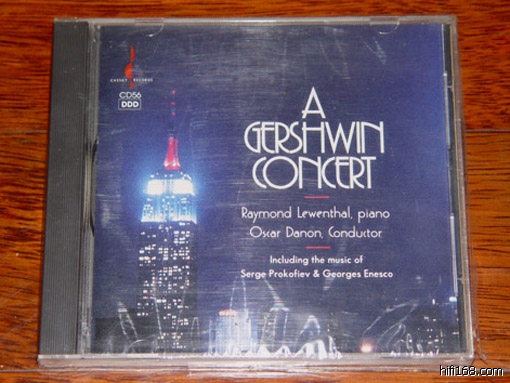 CHESKY RECORDS
CD56
DDD
A
GERSHWIN
CONCERT
Raymond Lewenthal, piano
Oscar Danon, Conductor
Including the music of
Serge Prokofiev & Georges Enesco
hifi168.com